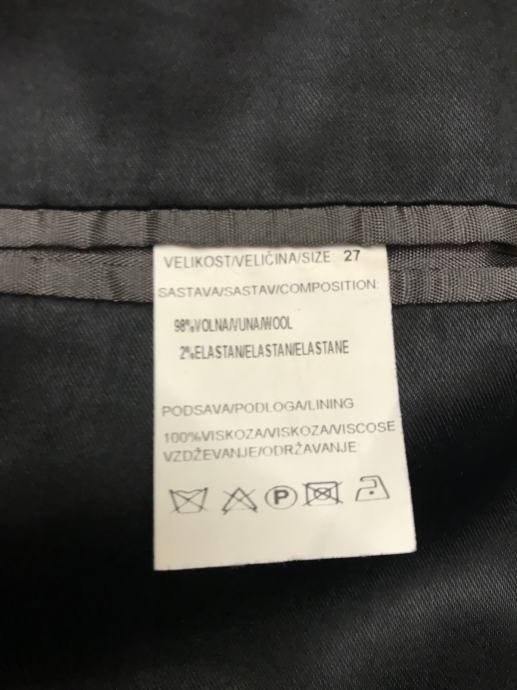 VELIKOST/VELIČINA/SIZE 27
SASTAVA/SASTAV/COMPOSITION:
98%VOLNA/VUNA/WOOL
2%ELASTAN/ELASTAN/ELASTANE
PODSAVA/PODLOGA/LINING
100%VISKOZA/VISKOZA/VISCOSE
VZDŽEVANJE/ODRŽAVANJE:
P